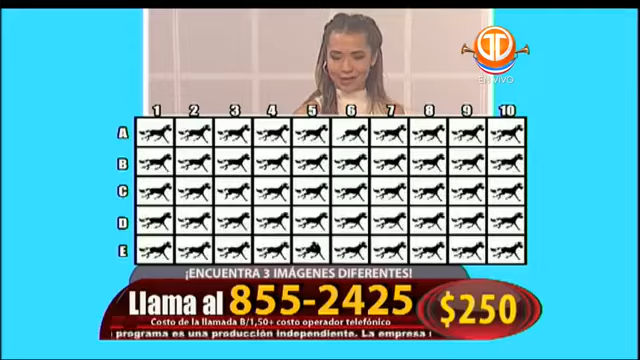 EN VIVO
1 2 3 4 5 6 7 8 9 10
A
B
C
D
E
¡ENCUENTRA 3 IMÁGENES DIFERENTES!
Llama al 855-2425
$250
Costo de la llamada B/1,50+ costo operador telefónico
programa es una producción independiente. La empresa